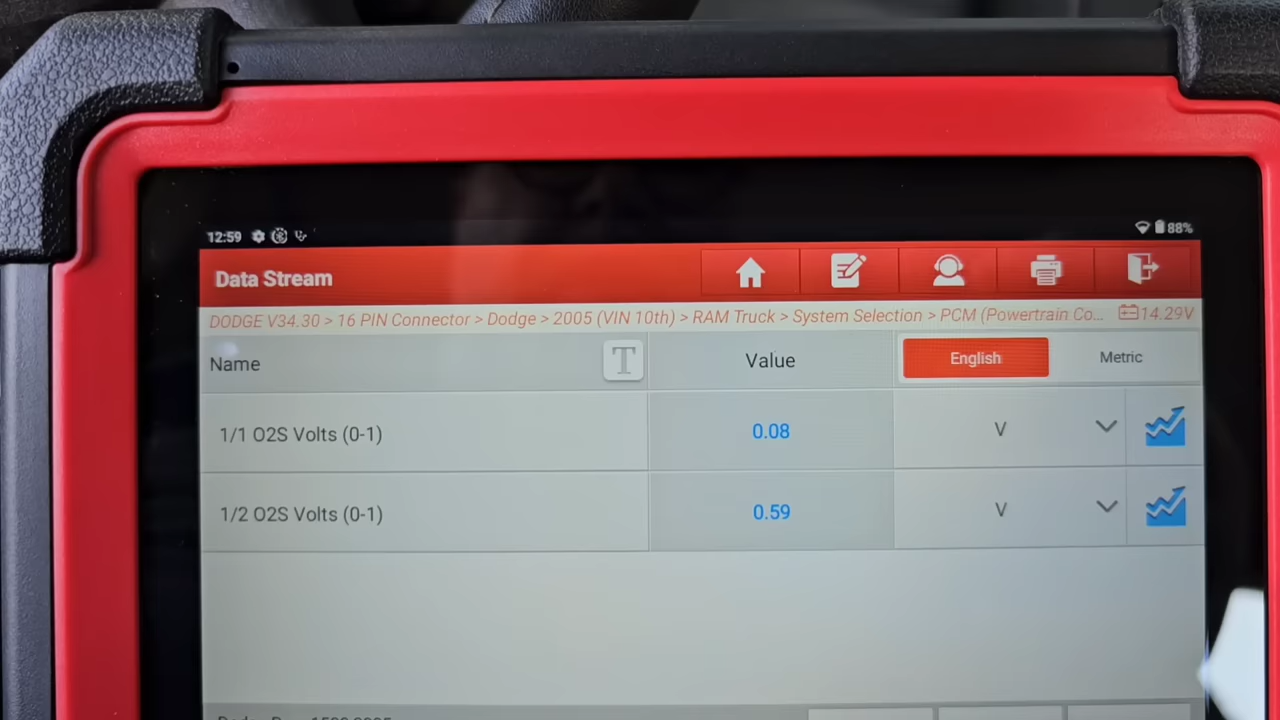 12:59 88%
Data Stream
DODGE V34.30 > 16 PIN Connector > Dodge > 2005 (VIN 10th) > RAM Truck > System Selection > PCM (Powertrain Co... 14.29V
Name T Value English Metric
1/1 O2S Volts (0-1) 0.08 V
1/2 O2S Volts (0-1) 0.59 V